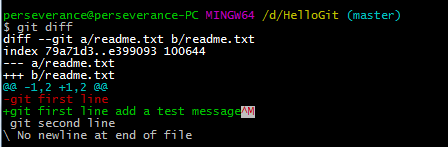 perseverance@perseverance-PC MINGW64 /d/HelloGit (master)
$ git diff
diff --git a/readme.txt b/readme.txt
index 79a71d3..e399093 100644
--- a/readme.txt
+++ b/readme.txt
@@ -1,2 +1,2 @@
-git first line
+git first line add a test message^M
 git second line
\ No newline at end of file